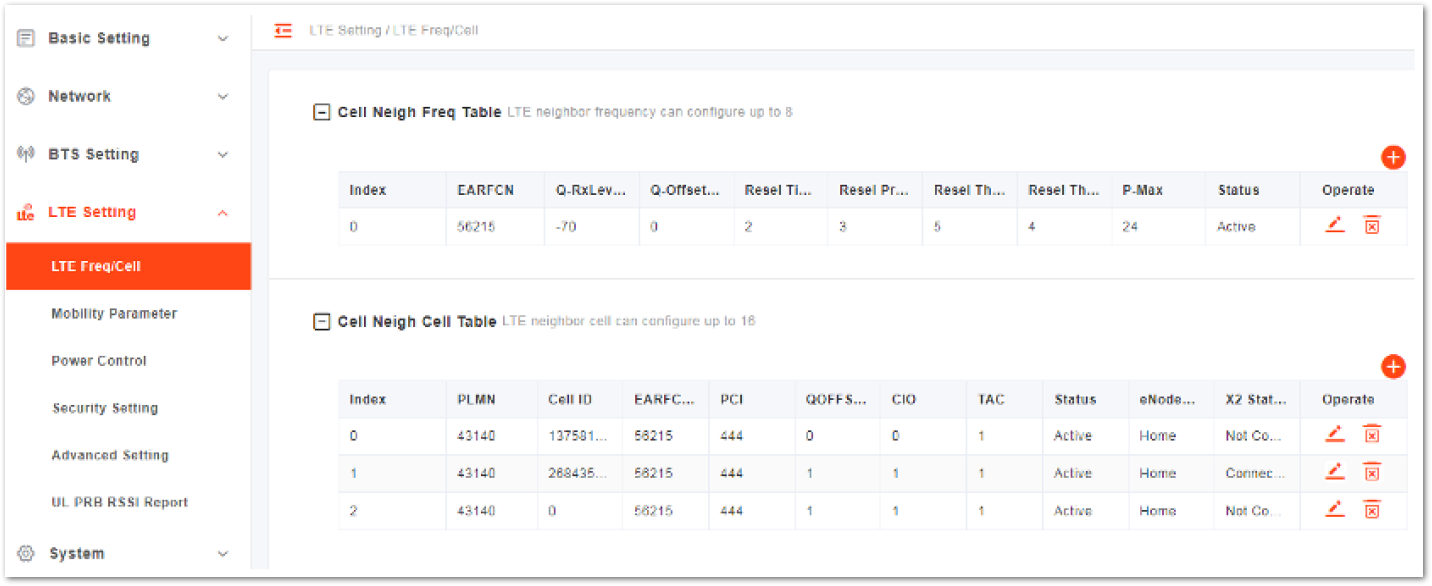 Basic Setting
Network
BTS Setting
LTE Setting
LTE Freq/Cell
Mobility Parameter
Power Control
Security Setting
Advanced Setting
UL PRB RSSI Report
System
LTE Setting / LTE Freq/Cell
Cell Neigh Freq Table LTE neighbor frequency can configure up to 8
Index EARFCN Q-RxLev... Q-Offset... Resel Ti... Resel Pr... Resel Th... Resel Th... P-Max Status Operate
0 56215 -70 0 2 3 5 4 24 Active
Cell Neigh Cell Table LTE neighbor cell can configure up to 16
Index PLMN Cell ID EARFC... PCI QOFFS... CIO TAC Status eNode... X2 Stat... Operate
0 43140 137581... 56215 444 0 0 1 Active Home Not Co...
1 43140 268435... 56215 444 1 1 1 Active Home Connec...
2 43140 0 56215 444 1 1 1 Active Home Not Co...